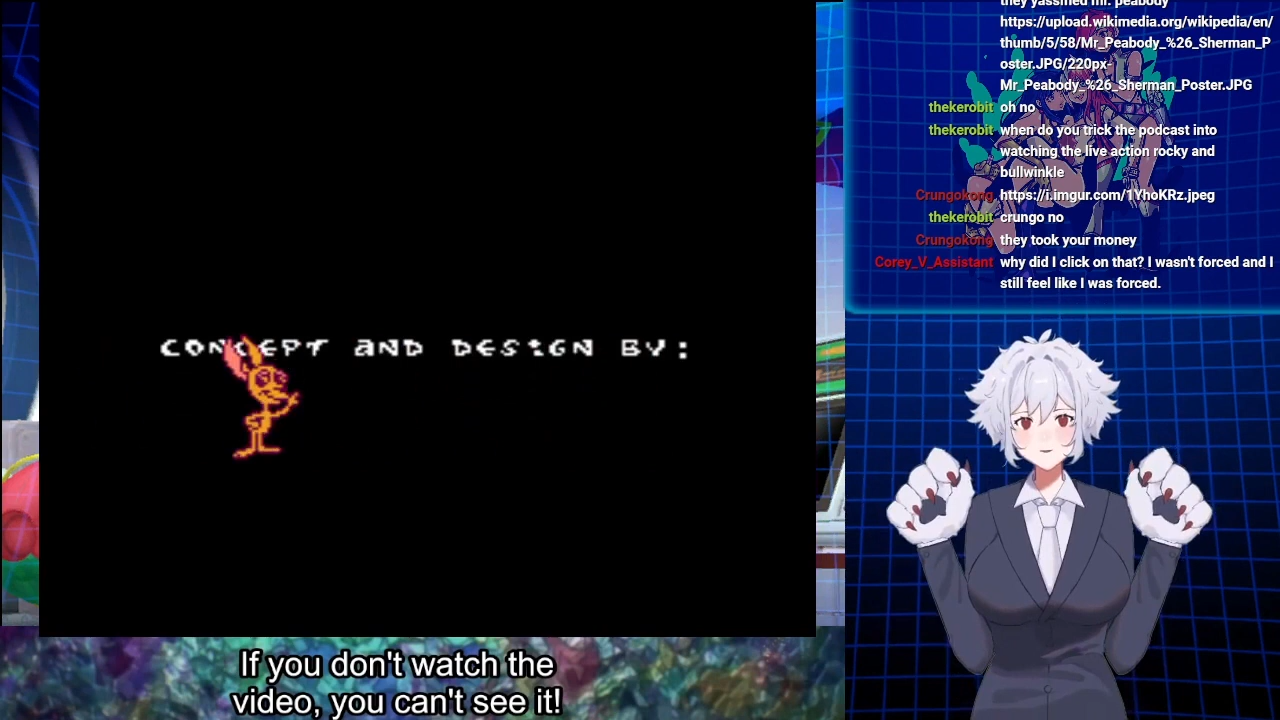 they yassified mr. peabody
https://upload.wikimedia.org/wikipedia/en/
thumb/5/58/Mr_Peabody_%26_Sherman_P
oster.JPG/220px-
Mr_Peabody_%26_Sherman_Poster.JPG
thekerobit oh no
thekerobit when do you trick the podcast into
watching the live action rocky and
bullwinkle
Crungokong https://i.imgur.com/1YhoKRz.jpeg
thekerobit crungo no
Crungokong they took your money
Corey_V_Assistant why did I click on that? I wasn't forced and I
still feel like I was forced.
CONCEPT AND DESIGN BY:
If you don't watch the
video, you can't see it!